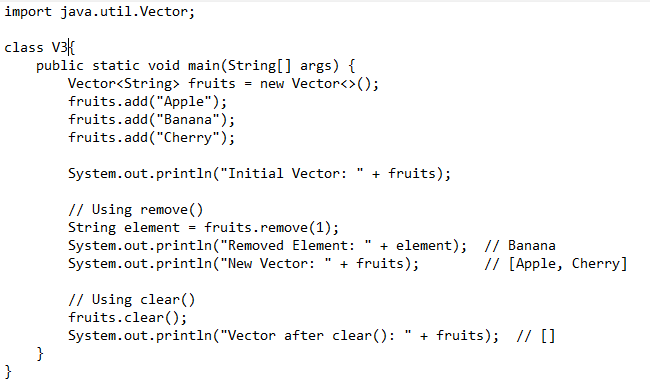 import java.util.Vector;

class V3{
    public static void main(String[] args) {
        Vector<String> fruits = new Vector<>();
        fruits.add("Apple");
        fruits.add("Banana");
        fruits.add("Cherry");

        System.out.println("Initial Vector: " + fruits);

        // Using remove()
        String element = fruits.remove(1);
        System.out.println("Removed Element: " + element);  // Banana
        System.out.println("New Vector: " + fruits);        // [Apple, Cherry]

        // Using clear()
        fruits.clear();
        System.out.println("Vector after clear(): " + fruits);  // []
    }
}